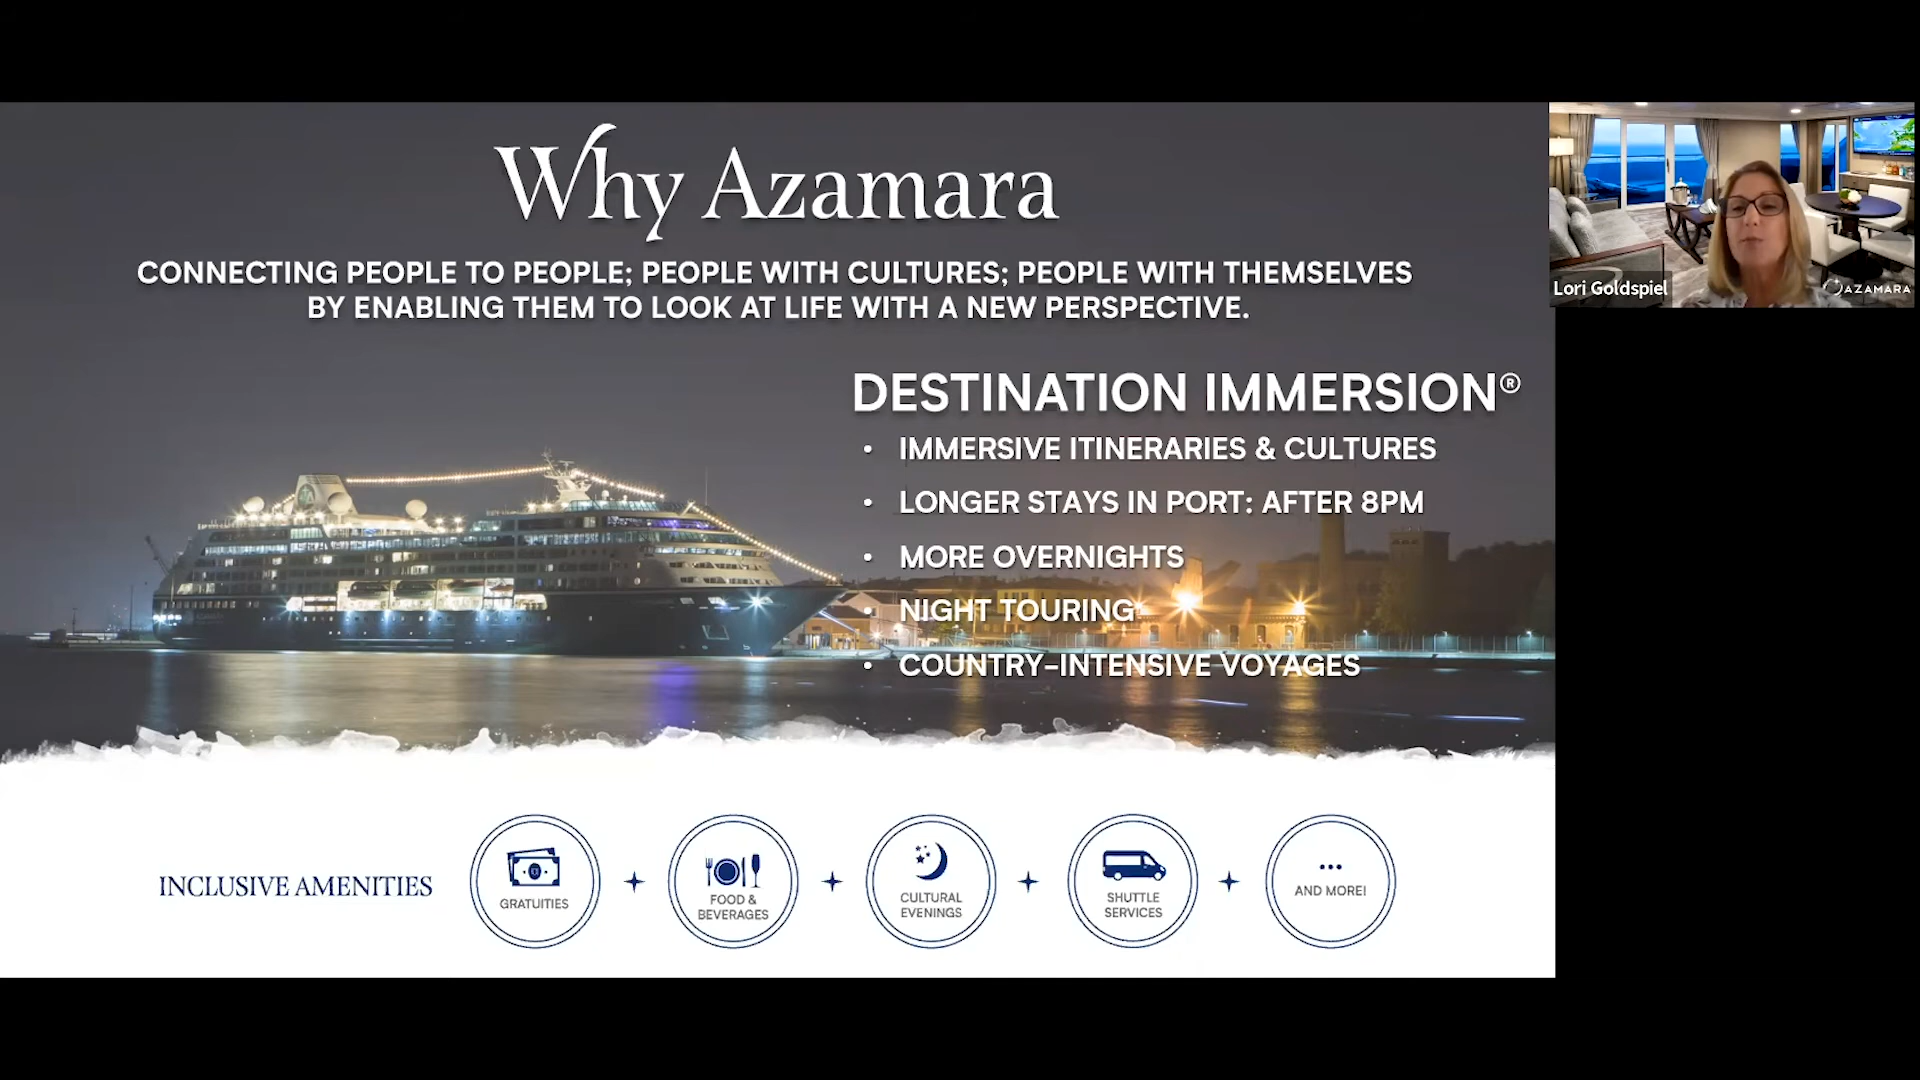 Why Azamara
CONNECTING PEOPLE TO PEOPLE; PEOPLE WITH CULTURES; PEOPLE WITH THEMSELVES
BY ENABLING THEM TO LOOK AT LIFE WITH A NEW PERSPECTIVE.
DESTINATION IMMERSION®
• IMMERSIVE ITINERARIES & CULTURES
• LONGER STAYS IN PORT: AFTER 8PM
• MORE OVERNIGHTS
• NIGHT TOURING
• COUNTRY-INTENSIVE VOYAGES
INCLUSIVE AMENITIES
GRATUITIES
FOOD &
BEVERAGES
CULTURAL
EVENINGS
SHUTTLE
SERVICES
AND MORE!
Lori Goldspiel
AZAMARA